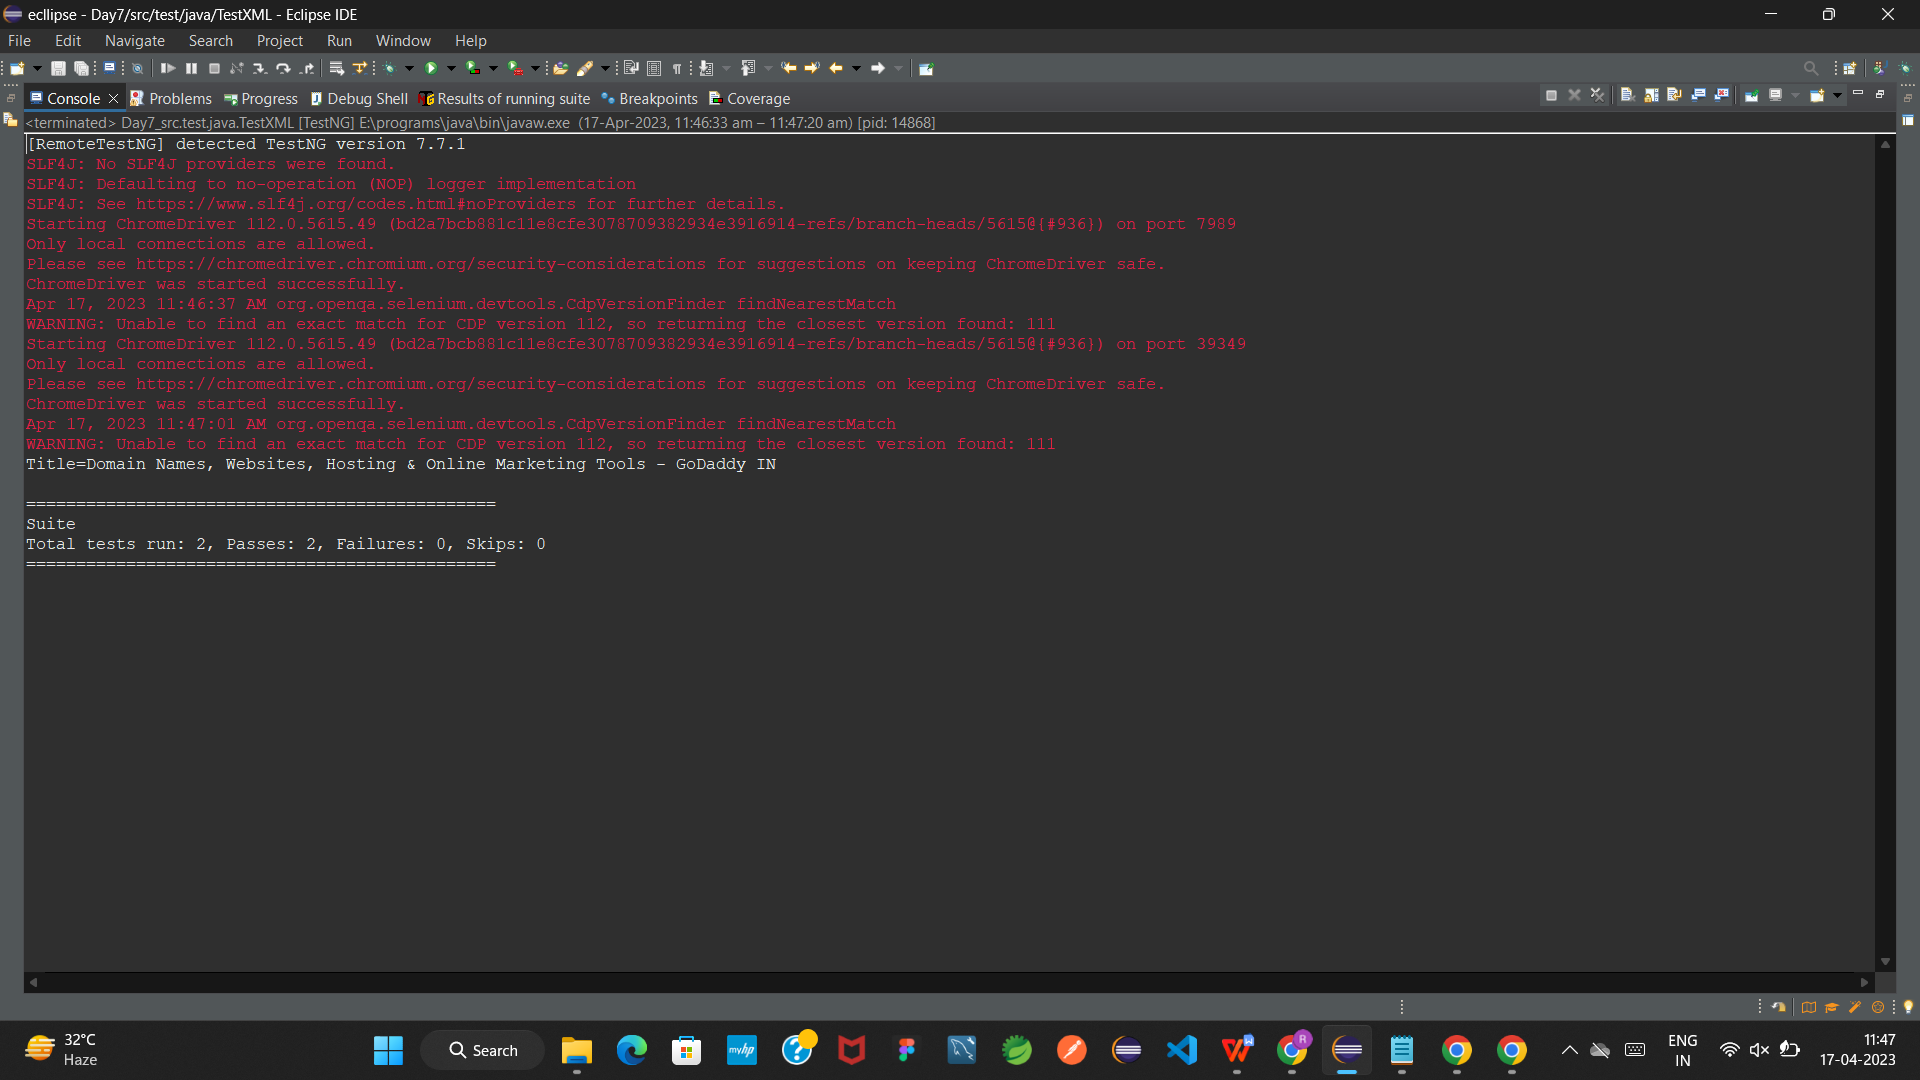 ecllipse - Day7/src/test/java/TestXML - Eclipse IDE
File Edit Navigate Search Project Run Window Help
Console Problems Progress Debug Shell Results of running suite Breakpoints Coverage
<terminated> Day7_src.test.java.TestXML [TestNG] E:\programs\java\bin\javaw.exe (17-Apr-2023, 11:46:33 am – 11:47:20 am) [pid: 14868]
[RemoteTestNG] detected TestNG version 7.7.1
SLF4J: No SLF4J providers were found.
SLF4J: Defaulting to no-operation (NOP) logger implementation
SLF4J: See https://www.slf4j.org/codes.html#noProviders for further details.
Starting ChromeDriver 112.0.5615.49 (bd2a7bcb881c11e8cfe3078709382934e3916914-refs/branch-heads/5615@{#936}) on port 7989
Only local connections are allowed.
Please see https://chromedriver.chromium.org/security-considerations for suggestions on keeping ChromeDriver safe.
ChromeDriver was started successfully.
Apr 17, 2023 11:46:37 AM org.openqa.selenium.devtools.CdpVersionFinder findNearestMatch
WARNING: Unable to find an exact match for CDP version 112, so returning the closest version found: 111
Starting ChromeDriver 112.0.5615.49 (bd2a7bcb881c11e8cfe3078709382934e3916914-refs/branch-heads/5615@{#936}) on port 39349
Only local connections are allowed.
Please see https://chromedriver.chromium.org/security-considerations for suggestions on keeping ChromeDriver safe.
ChromeDriver was started successfully.
Apr 17, 2023 11:47:01 AM org.openqa.selenium.devtools.CdpVersionFinder findNearestMatch
WARNING: Unable to find an exact match for CDP version 112, so returning the closest version found: 111
Title=Domain Names, Websites, Hosting & Online Marketing Tools - GoDaddy IN
===============================================
Suite
Total tests run: 2, Passes: 2, Failures: 0, Skips: 0
===============================================
32°C
Haze
Search
myhp
R
ENG
IN
11:47
17-04-2023